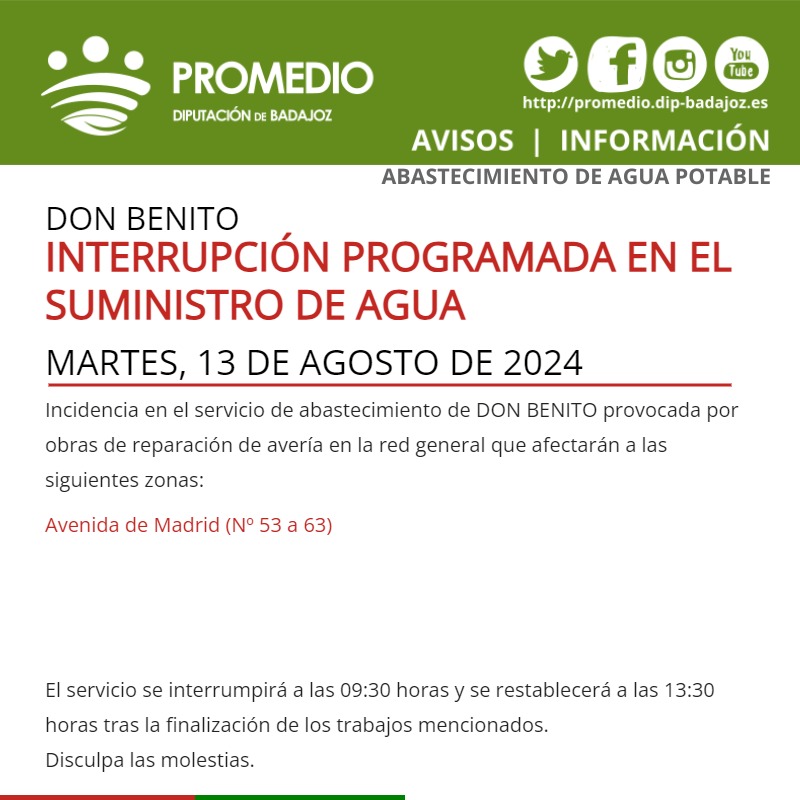 PROMEDIO
DIPUTACIÓN DE BADAJOZ
You
Tube
http://promedio.dip-badajoz.es
AVISOS | INFORMACIÓN
ABASTECIMIENTO DE AGUA POTABLE
DON BENITO
INTERRUPCIÓN PROGRAMADA EN EL
SUMINISTRO DE AGUA
MARTES, 13 DE AGOSTO DE 2024
Incidencia en el servicio de abastecimiento de DON BENITO provocada por
obras de reparación de avería en la red general que afectarán a las
siguientes zonas:
Avenida de Madrid (Nº 53 a 63)
El servicio se interrumpirá a las 09:30 horas y se restablecerá a las 13:30
horas tras la finalización de los trabajos mencionados.
Disculpa las molestias.